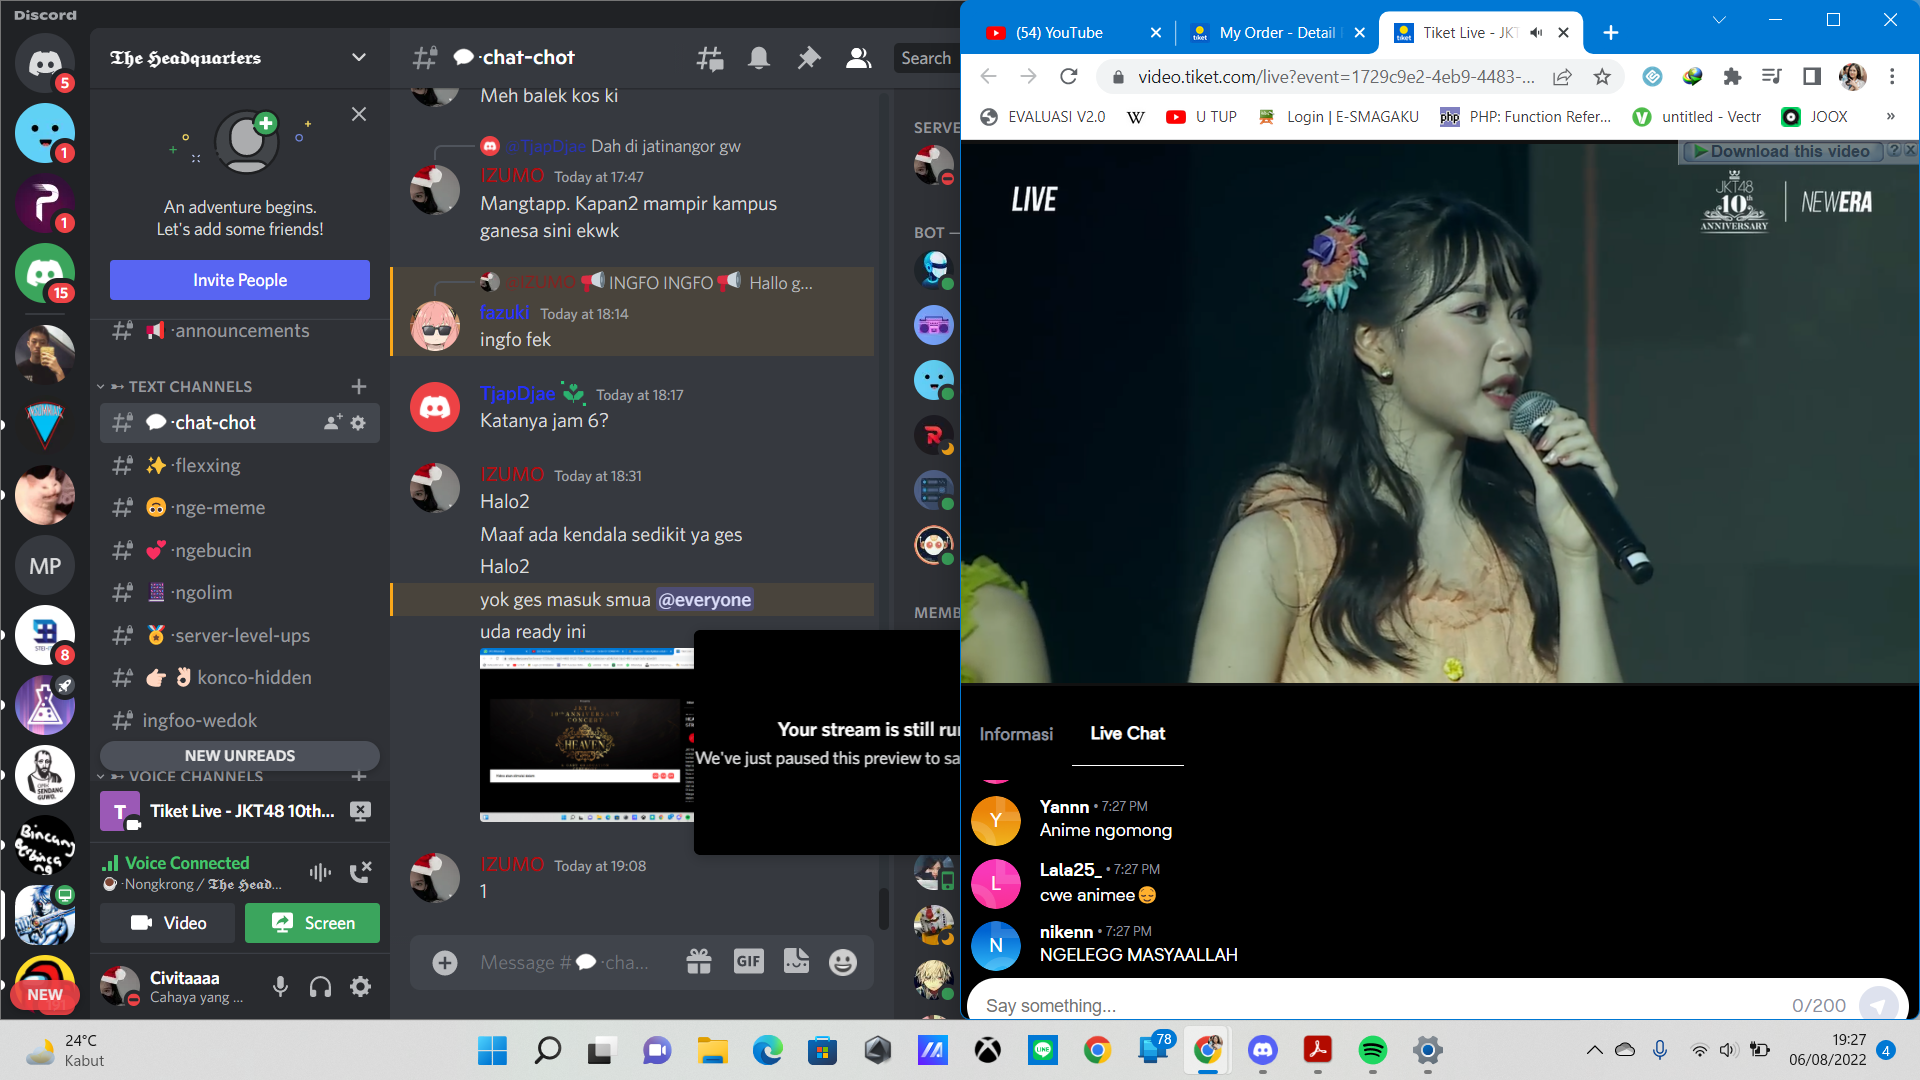 Discord
5
1
1
15
MP
8
NEW
The Headquarters
An adventure begins.
Let's add some friends!
Invite People
·announcements
TEXT CHANNELS
·chat-chot
·flexxing
·nge-meme
·ngebucin
·ngolim
·server-level-ups
konco-hidden
ingfoo-wedok
NEW UNREADS
VOICE CHANNELS
T
Tiket Live - JKT48 10th...
Voice Connected
·Nongkrong / The Head...
Video
Screen
Civitaaaa
Cahaya yang ...
·chat-chot
Search
Meh balek kos ki
@TjapDjae Dah di jatinangor gw
IZUMO Today at 17:47
Mangtapp. Kapan2 mampir kampus
ganesa sini ekwk
@IZUMO INGFO INGFO Hallo g...
fazuki Today at 18:14
ingfo fek
TjapDjae Today at 18:17
Katanya jam 6?
IZUMO Today at 18:31
Halo2
Maaf ada kendala sedikit ya ges
Halo2
yok ges masuk smua @everyone
uda ready ini
HEAVEN
Your stream is still ru
We've just paused this preview to sa
IZUMO Today at 19:08
1
Message # ·cha...
GIF
SERVE
BOT —
MEMB
(54) YouTube
My Order - Detail
Tiket Live - JKT
video.tiket.com/live?event=1729c9e2-4eb9-4483-...
EVALUASI V2.0
W
U TUP
Login | E-SMAGAKU
php
PHP: Function Refer...
untitled - Vectr
JOOX
»
Download this video ? X
LIVE
JKT48
10th
ANNIVERSARY
NEWERA
Informasi
Live Chat
Y
Yannn • 7:27 PM
Anime ngomong
L
Lala25_ • 7:27 PM
cwe animee
N
nikenn • 7:27 PM
NGELEGG MASYAALLAH
Say something...
0/200
24°C
Kabut
LINE
78
19:27
06/08/2022
4